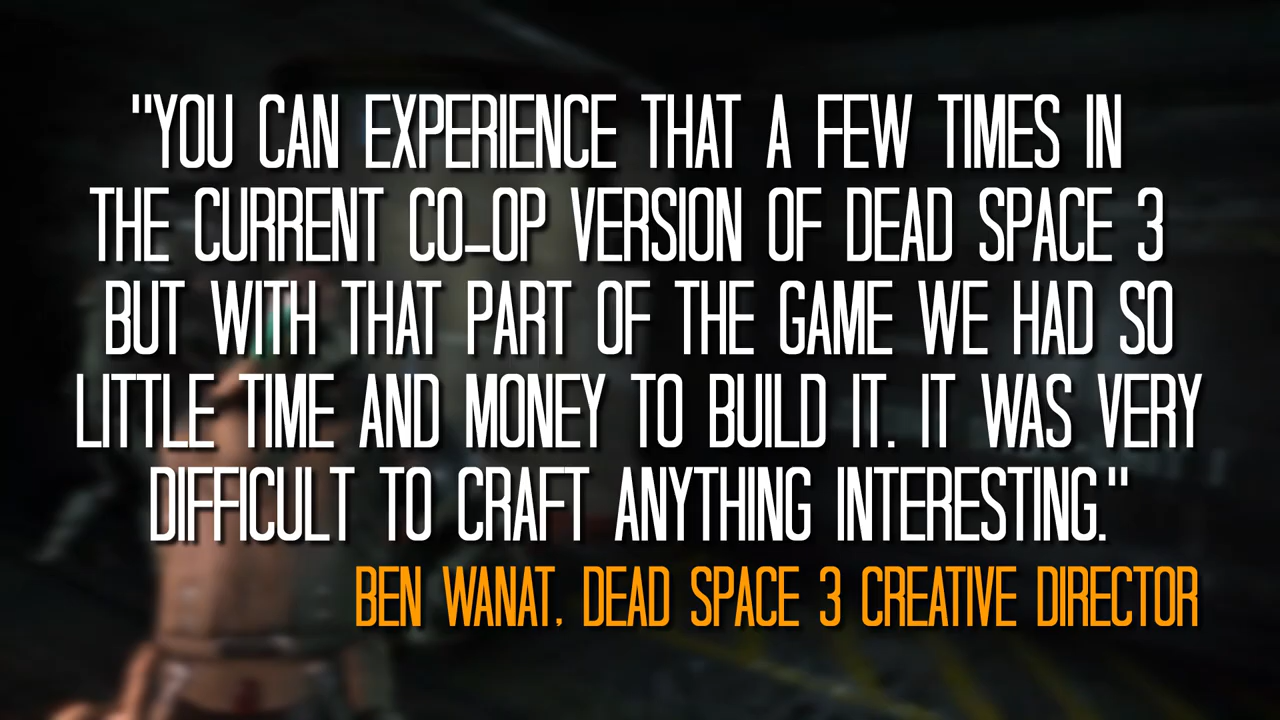 "YOU CAN EXPERIENCE THAT A FEW TIMES IN
THE CURRENT CO-OP VERSION OF DEAD SPACE 3
BUT WITH THAT PART OF THE GAME WE HAD SO
LITTLE TIME AND MONEY TO BUILD IT. IT WAS VERY
DIFFICULT TO CRAFT ANYTHING INTERESTING."
BEN WANAT, DEAD SPACE 3 CREATIVE DIRECTOR